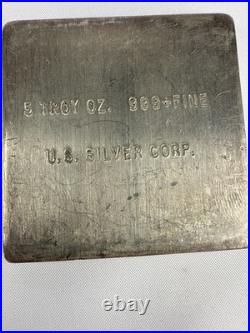 5 TROY OZ. 999+FINE
U.S. SILVER CORP.